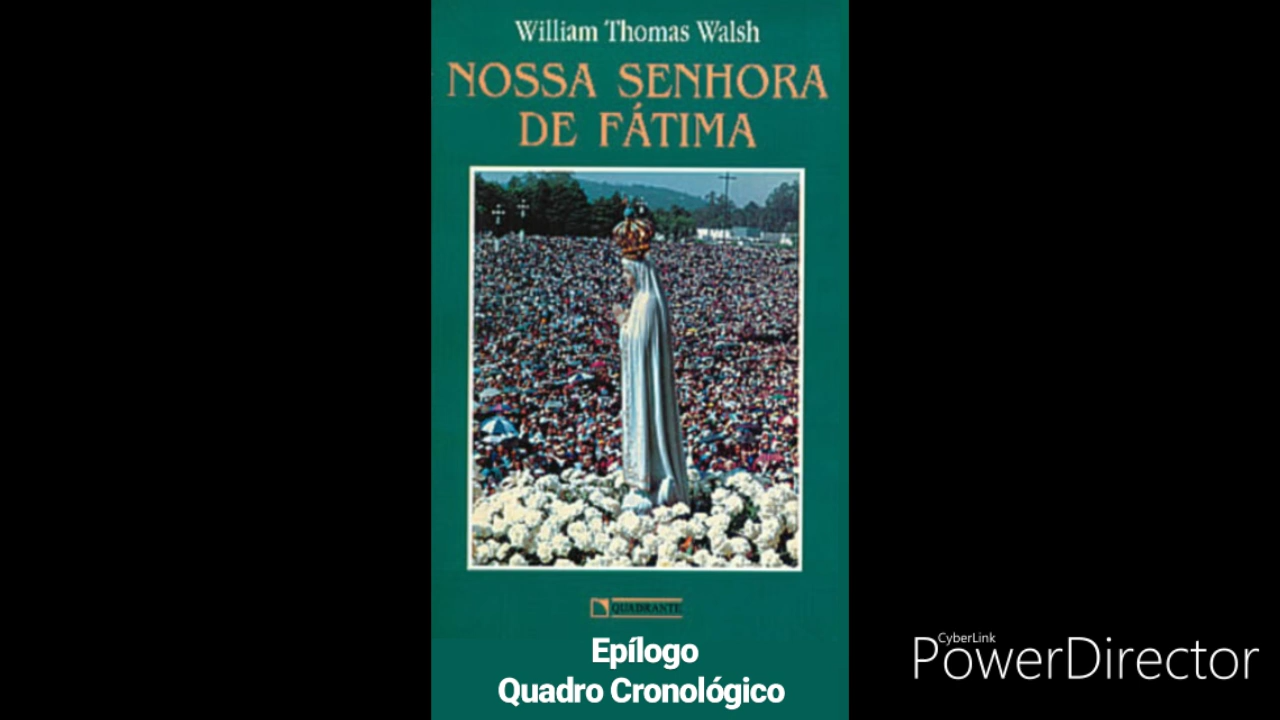 William Thomas Walsh
NOSSA SENHORA
DE FÁTIMA
QUADRANTE
Epílogo
Quadro Cronológico
CyberLink
PowerDirector